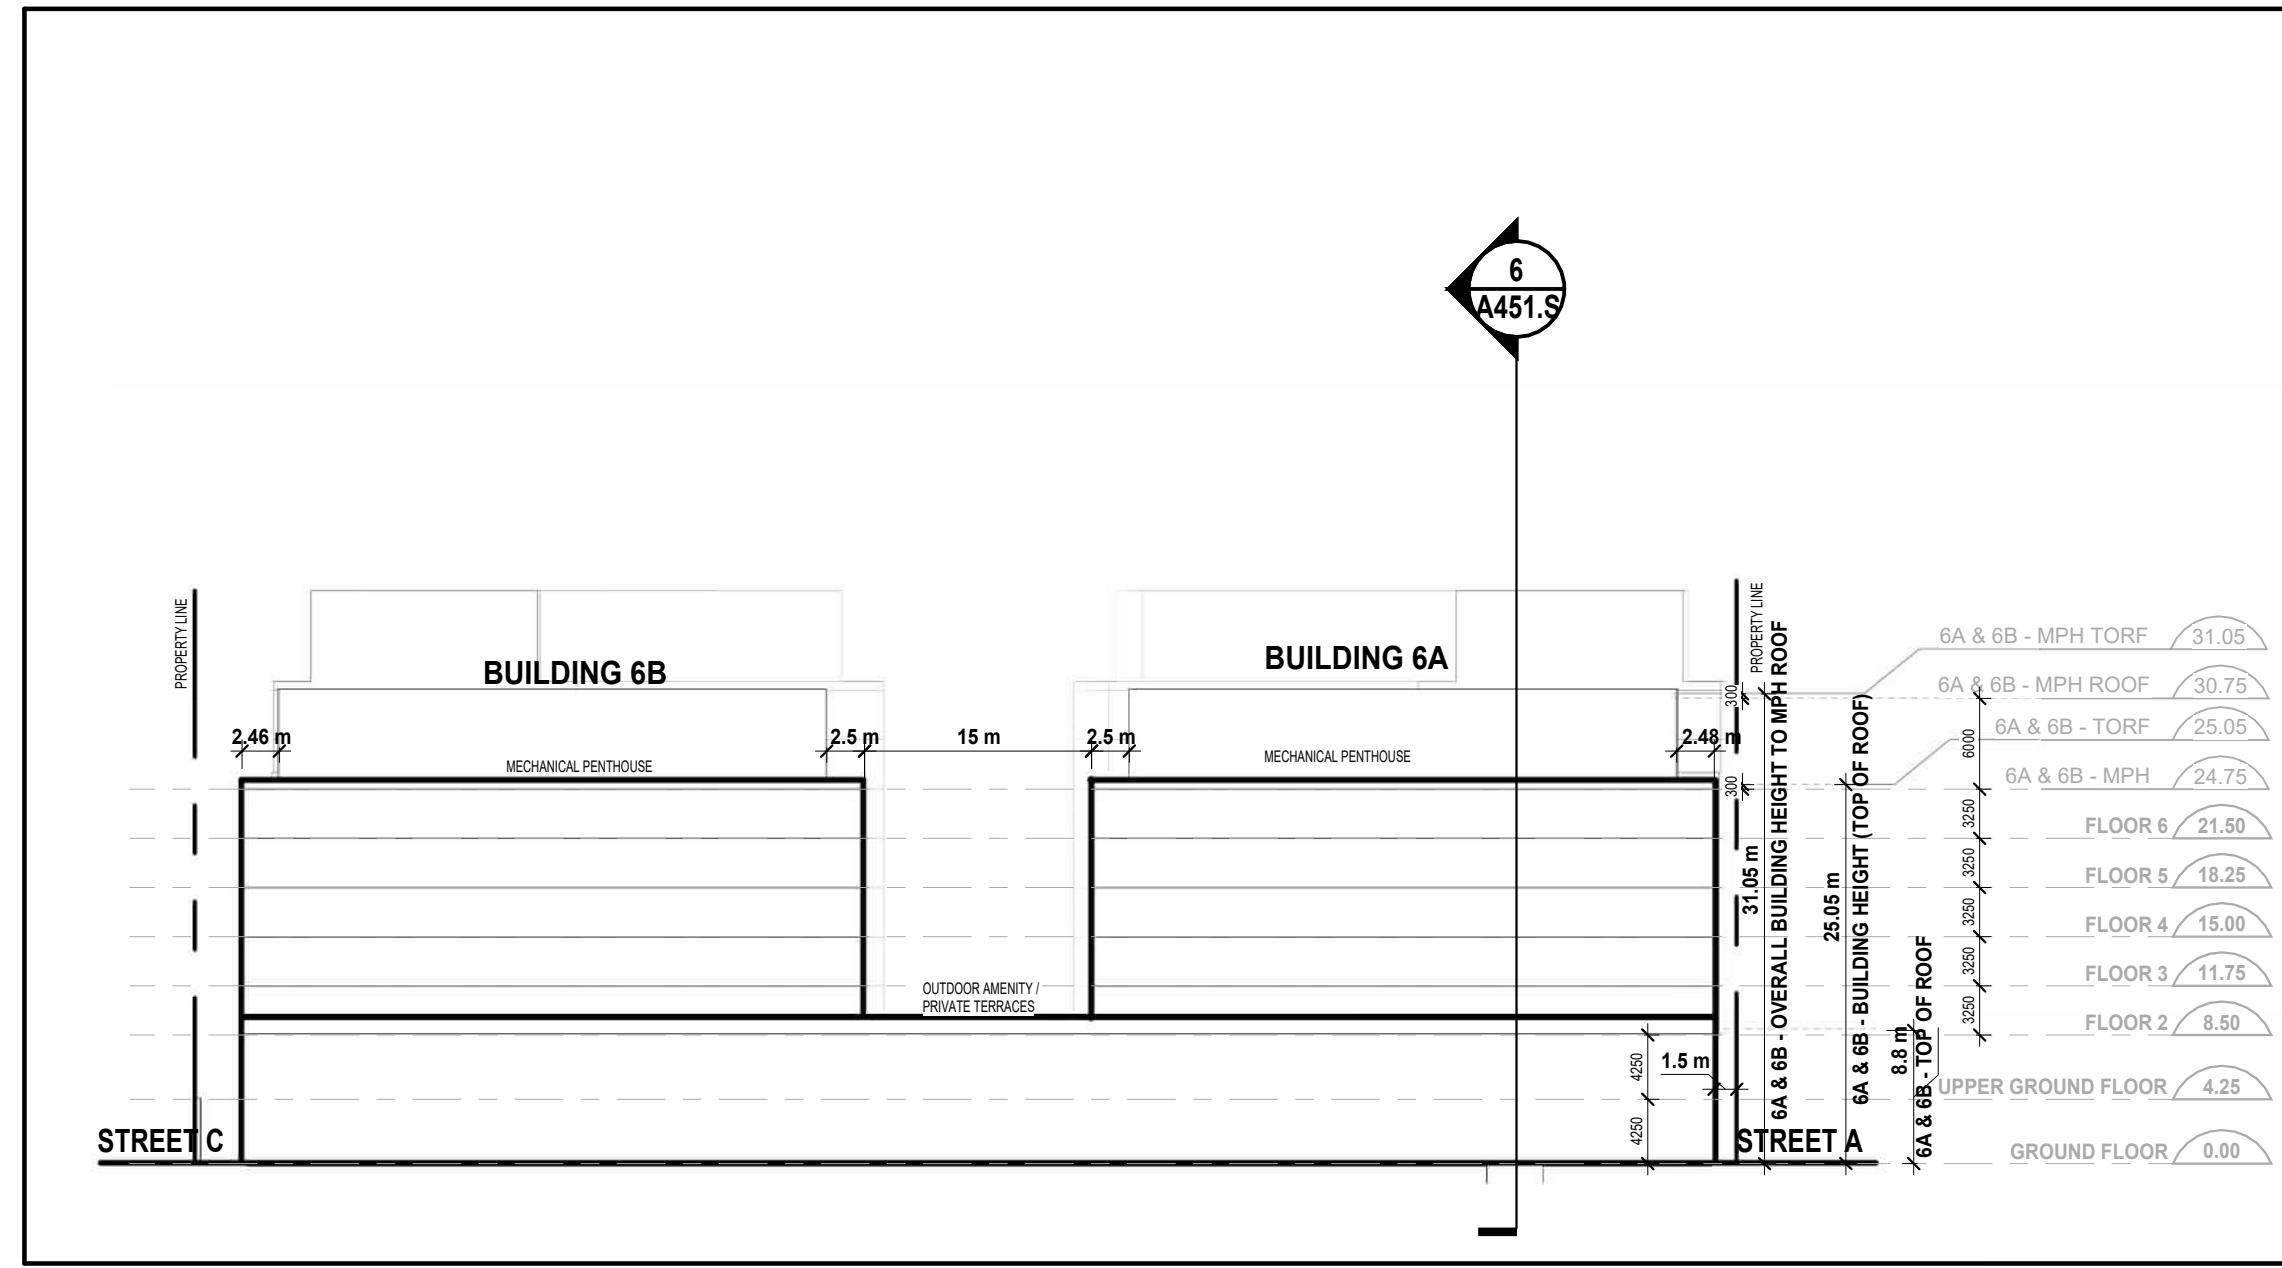 6
A451.S
PROPERTY LINE
PROPERTY LINE
BUILDING 6B
BUILDING 6A
6A & 6B - MPH TORF 31.05
6A & 6B - MPH ROOF 30.75
6A & 6B - TORF 25.05
6A & 6B - MPH 24.75
FLOOR 6 21.50
FLOOR 5 18.25
FLOOR 4 15.00
FLOOR 3 11.75
FLOOR 2 8.50
UPPER GROUND FLOOR 4.25
GROUND FLOOR 0.00
2.46 m
2.5 m
15 m
2.5 m
2.48 m
MECHANICAL PENTHOUSE
MECHANICAL PENTHOUSE
300
300
6000
3250
3250
3250
3250
3250
31.05 m
6A & 6B - OVERALL BUILDING HEIGHT TO MPH ROOF
25.05 m
6A & 6B - BUILDING HEIGHT (TOP OF ROOF)
8.8 m
6A & 6B - TOP OF ROOF
OUTDOOR AMENITY /
PRIVATE TERRACES
4250
1.5 m
4250
STREET C
STREET A